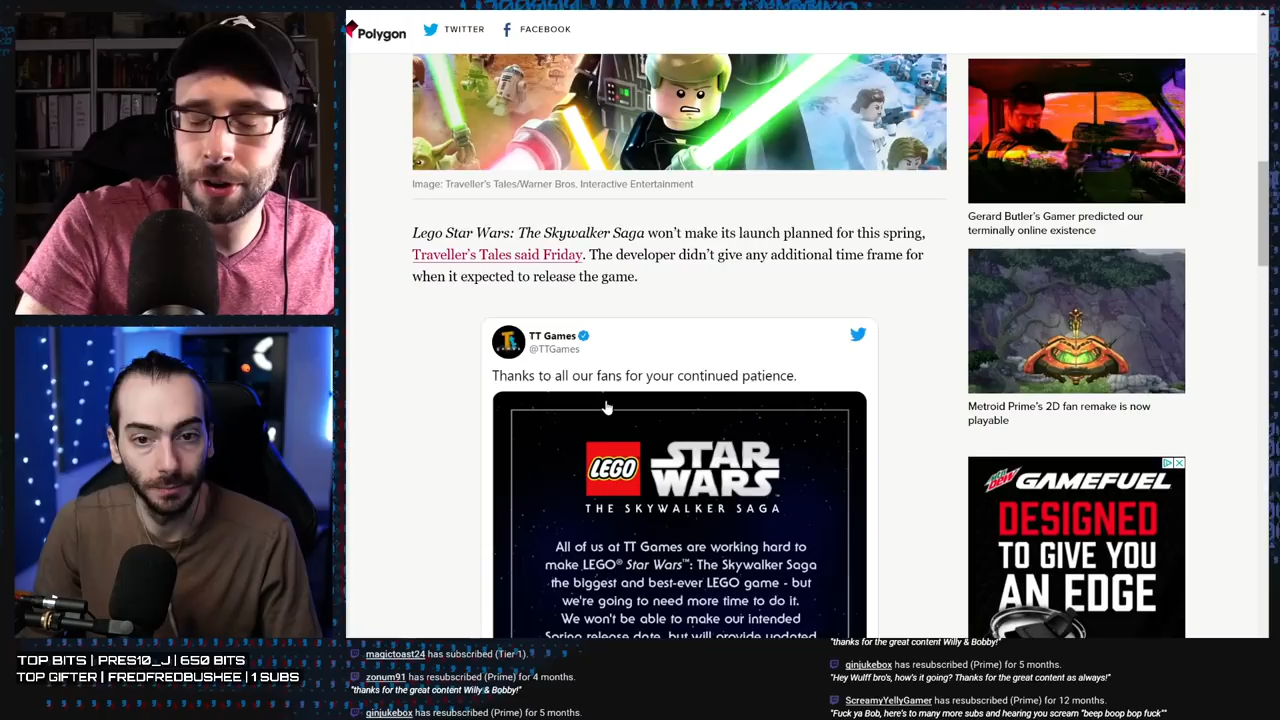 Polygon
TWITTER
FACEBOOK
Image: Traveller's Tales/Warner Bros. Interactive Entertainment
Lego Star Wars: The Skywalker Saga won't make its launch planned for this spring,
Traveller's Tales said Friday. The developer didn't give any additional time frame for
when it expected to release the game.
TT Games
@TTGames
Thanks to all our fans for your continued patience.
LEGO
STAR
WARS
THE SKYWALKER SAGA
All of us at TT Games are working hard to
make LEGO® Star Wars™: The Skywalker Saga
the biggest and best-ever LEGO game - but
we're going to need more time to do it.
We won't be able to make our intended
Spring release date, but will provide updated
Gerard Butler's Gamer predicted our
terminally online existence
Metroid Prime's 2D fan remake is now
playable
mtn DEW
GAMEFUEL
DESIGNED
TO GIVE YOU
AN EDGE
TOP BITS | PRES10_J | 650 BITS
TOP GIFTER | FREDFREDBUSHEE | 1 SUBS
magictoast24 has subscribed (Tier 1).
zonum91 has resubscribed (Prime) for 4 months.
"thanks for the great content Willy & Bobby!"
ginjukebox has resubscribed (Prime) for 5 months.
"thanks for the great content Willy & Bobby!"
ginjukebox has resubscribed (Prime) for 5 months.
"Hey Wulff bro's, how's it going? Thanks for the great content as always!"
ScreamyYellyGamer has resubscribed (Prime) for 12 months.
"Fuck ya Bob, here's to many more subs and hearing you scream "beep boop bop fuck""